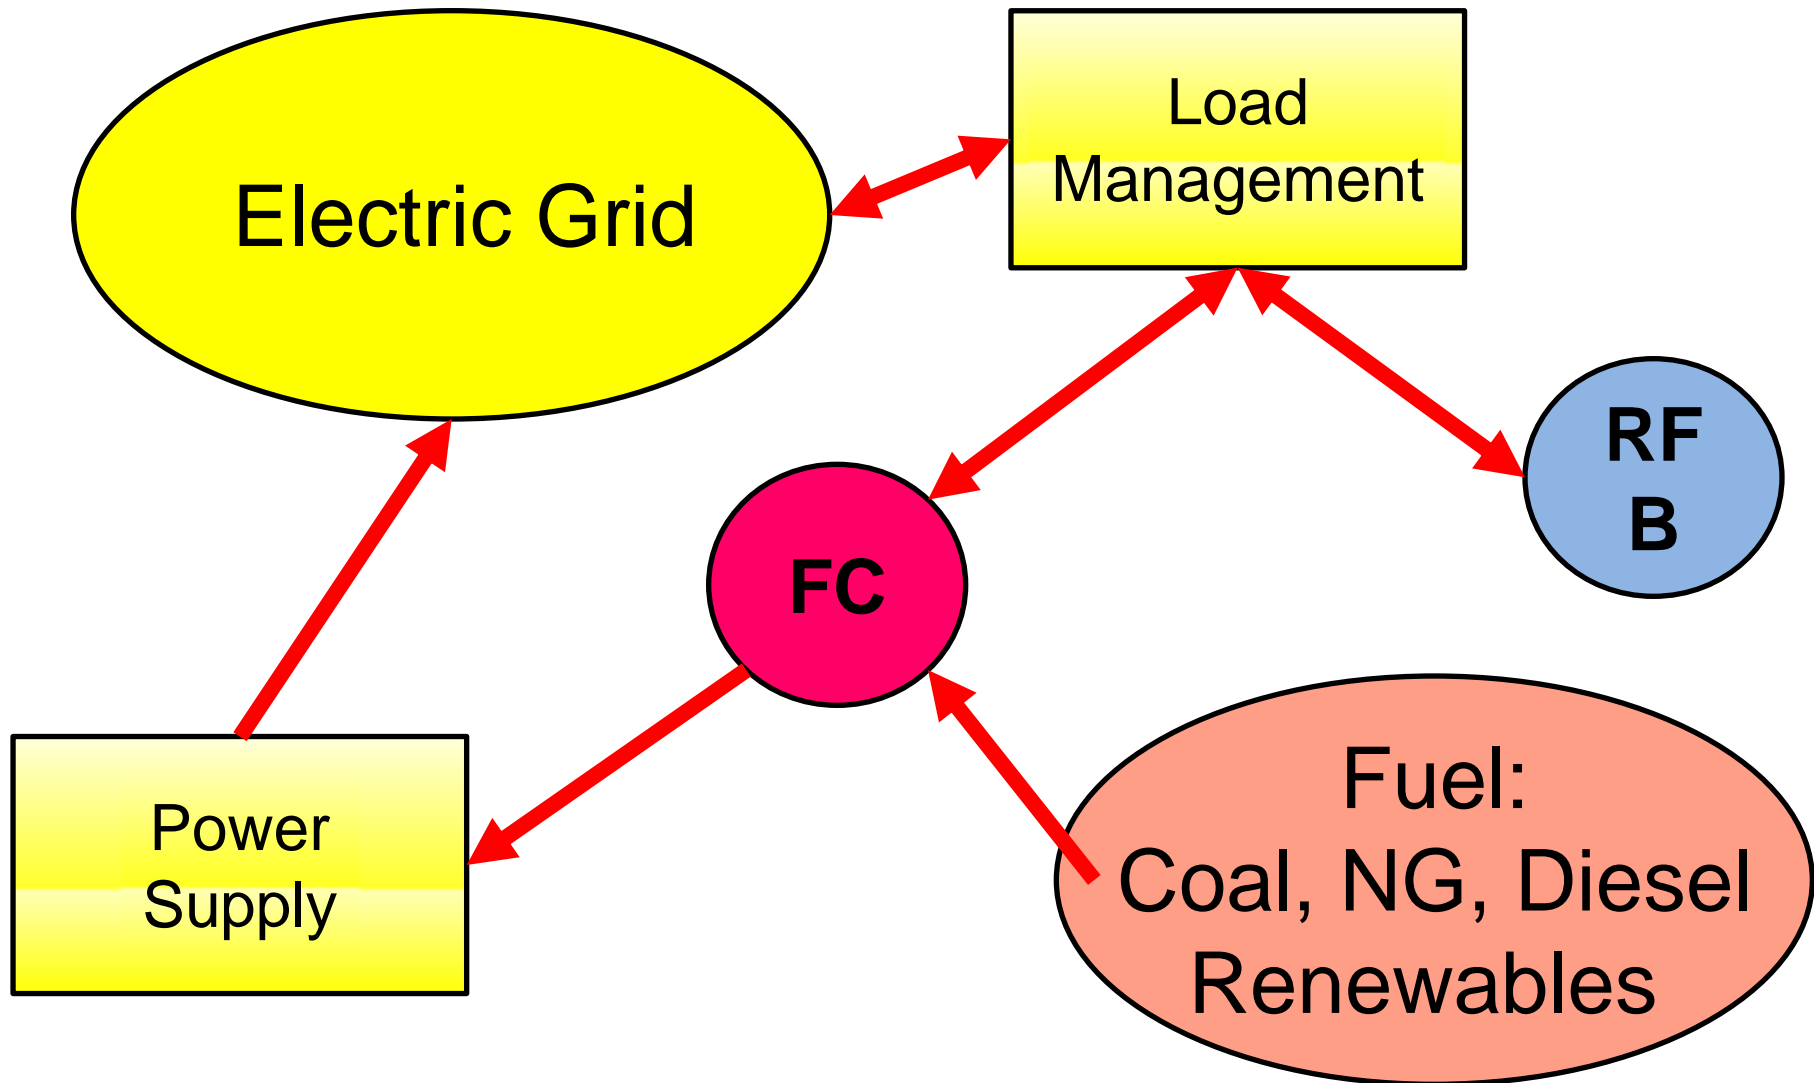 Load
Management
Electric Grid
RF
B
FC
Fuel:
Coal, NG, Diesel
Renewables
Power
Supply